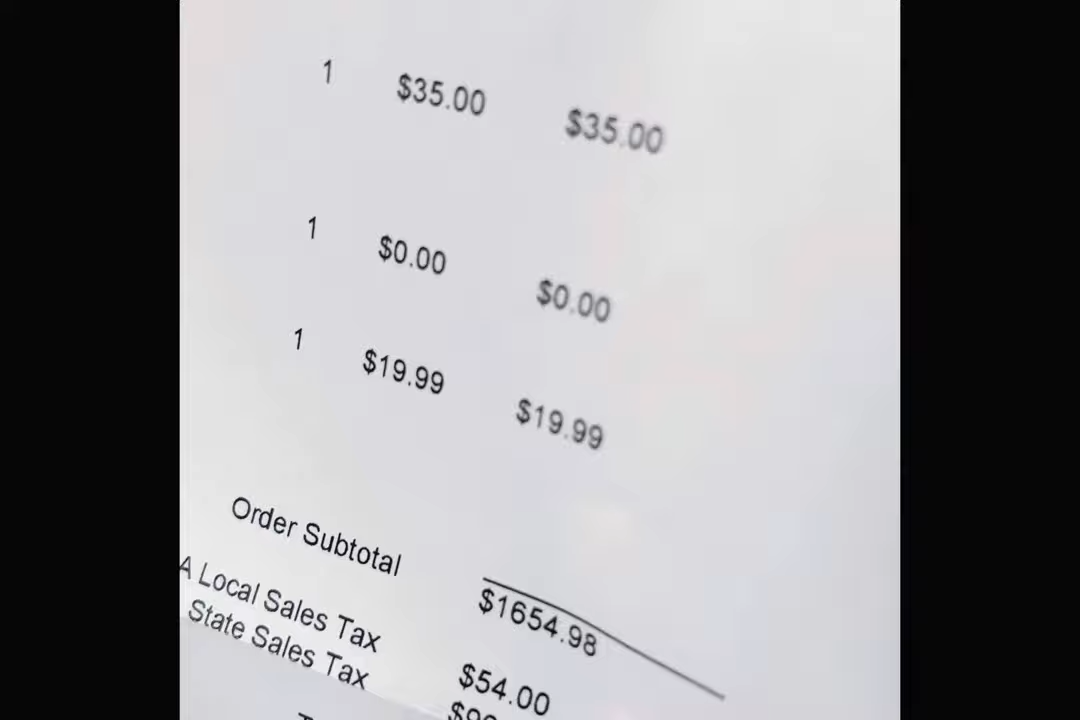 1 $35.00 $35.00
1 $0.00 $0.00
1 $19.99 $19.99
Order Subtotal $1654.98
A Local Sales Tax $54.00
State Sales Tax